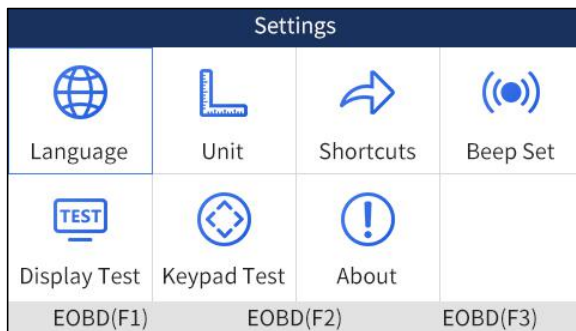 Settings
Language Unit Shortcuts Beep Set
TEST
Display Test Keypad Test About
EOBD(F1) EOBD(F2) EOBD(F3)